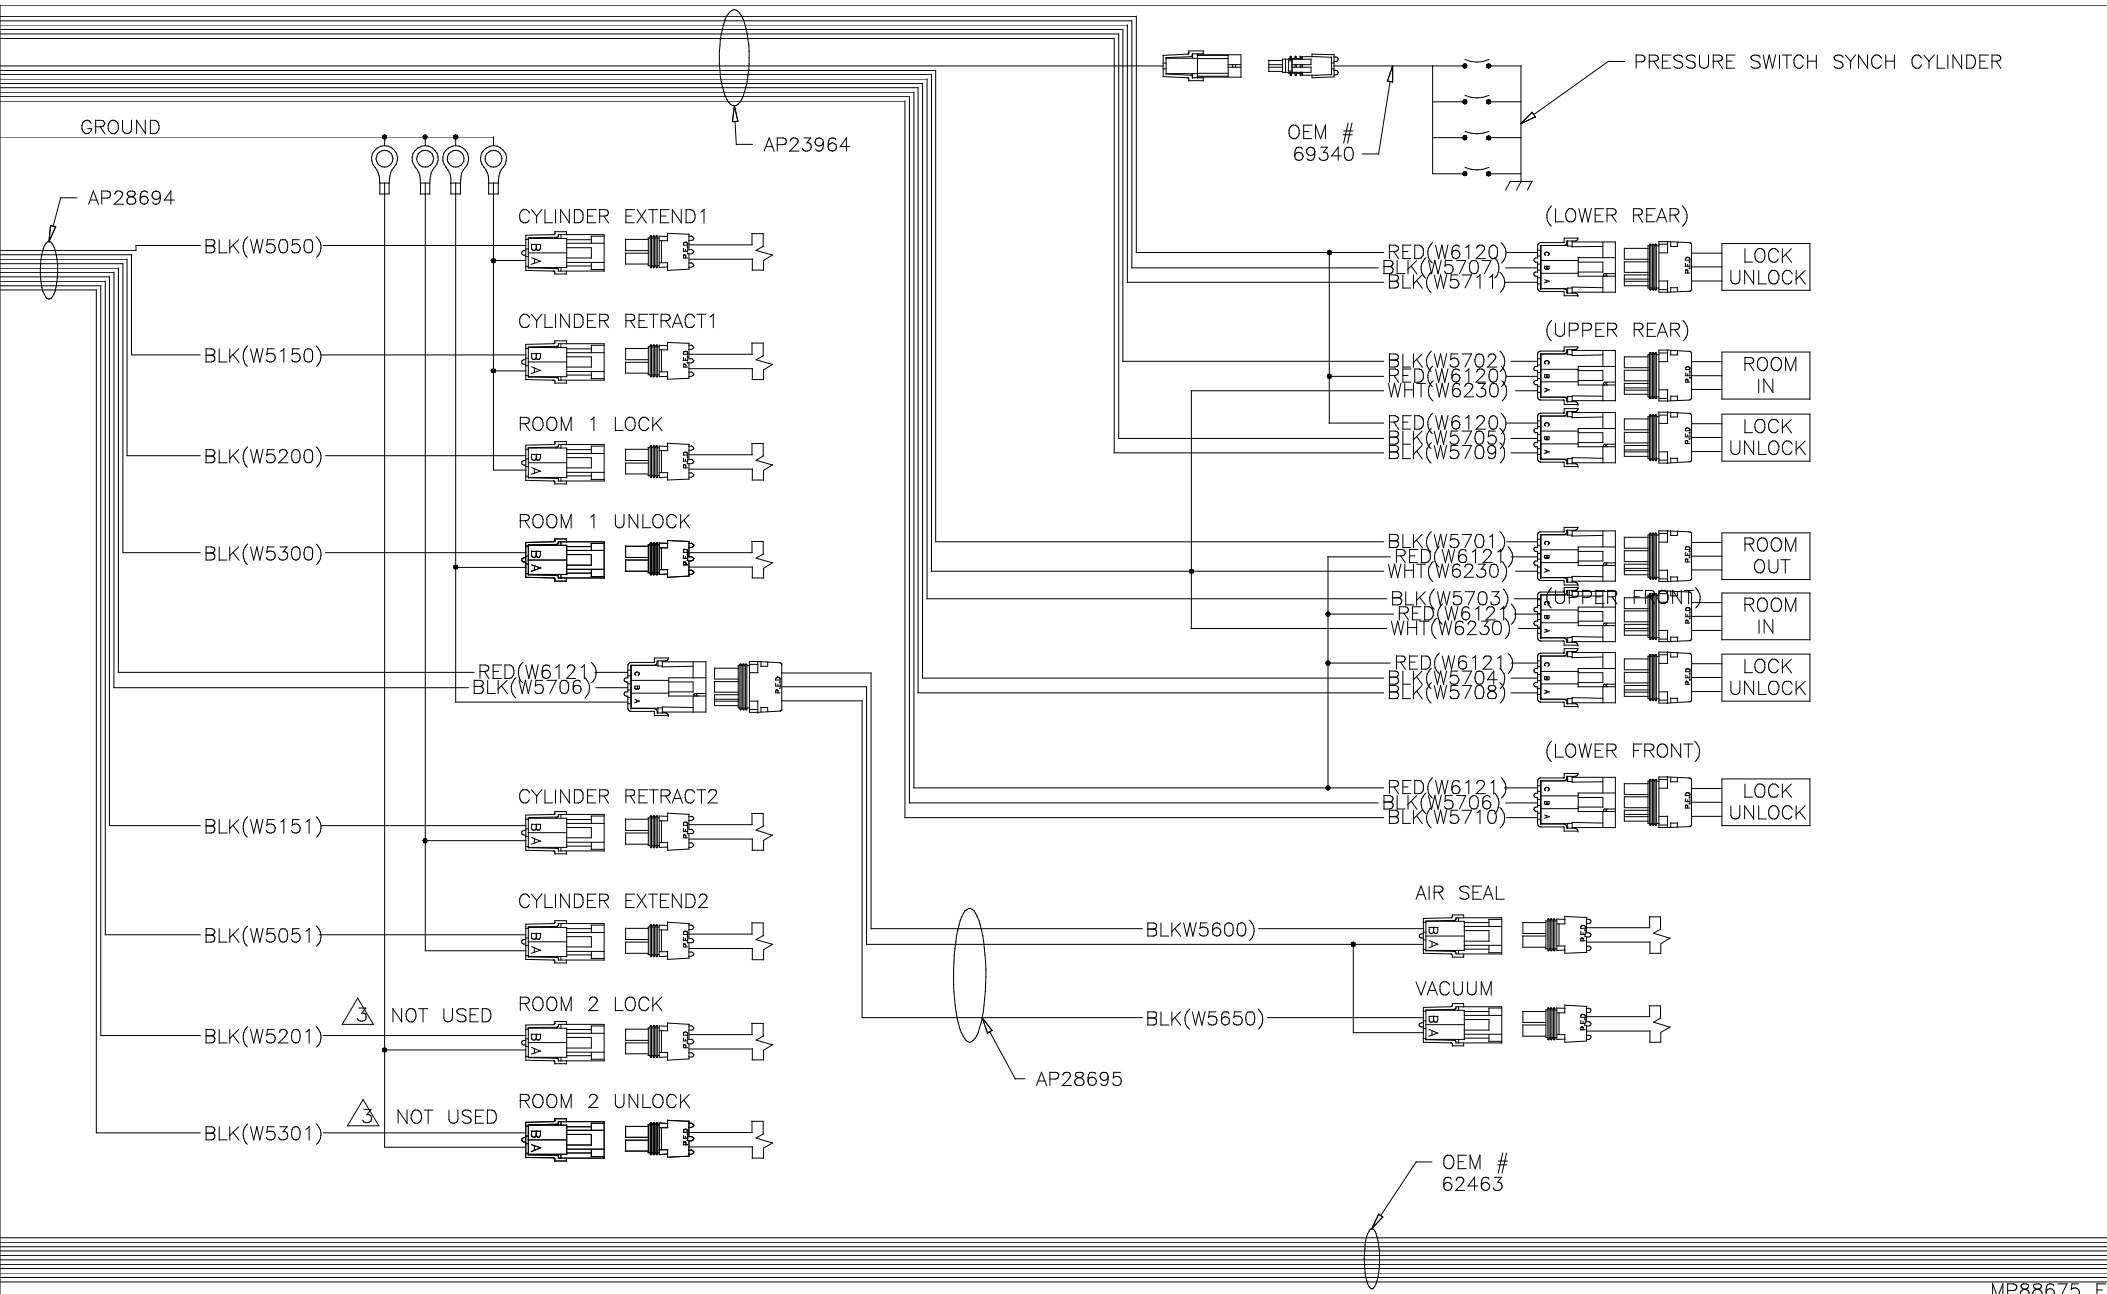 PRESSURE SWITCH SYNCH CYLINDER
GROUND
AP23964
OEM #
69340
AP28694
CYLINDER EXTEND1
BLK(W5050)
B
A
CYLINDER RETRACT1
BLK(W5150)
B
A
ROOM 1 LOCK
BLK(W5200)
B
A
ROOM 1 UNLOCK
BLK(W5300)
B
A
RED(W6121)
BLK(W5706)
C
B
A
CYLINDER RETRACT2
BLK(W5151)
B
A
CYLINDER EXTEND2
BLK(W5051)
B
A
ROOM 2 LOCK
3 NOT USED
BLK(W5201)
B
A
ROOM 2 UNLOCK
3 NOT USED
BLK(W5301)
B
A
(LOWER REAR)
RED(W6120)
BLK(W5707)
BLK(W5711)
C
B
A
LOCK
UNLOCK
(UPPER REAR)
BLK(W5702)
RED(W6120)
WHT(W6230)
C
B
A
ROOM
IN
RED(W6120)
BLK(W5705)
BLK(W5709)
C
B
A
LOCK
UNLOCK
BLK(W5701)
RED(W6121)
WHT(W6230)
C
B
A
ROOM
OUT
(UPPER FRONT)
BLK(W5703)
RED(W6121)
WHT(W6230)
C
B
A
ROOM
IN
RED(W6121)
BLK(W5704)
BLK(W5708)
C
B
A
LOCK
UNLOCK
(LOWER FRONT)
RED(W6121)
BLK(W5706)
BLK(W5710)
C
B
A
LOCK
UNLOCK
AIR SEAL
BLKW5600)
B
A
VACUUM
BLK(W5650)
B
A
AP28695
OEM #
62463